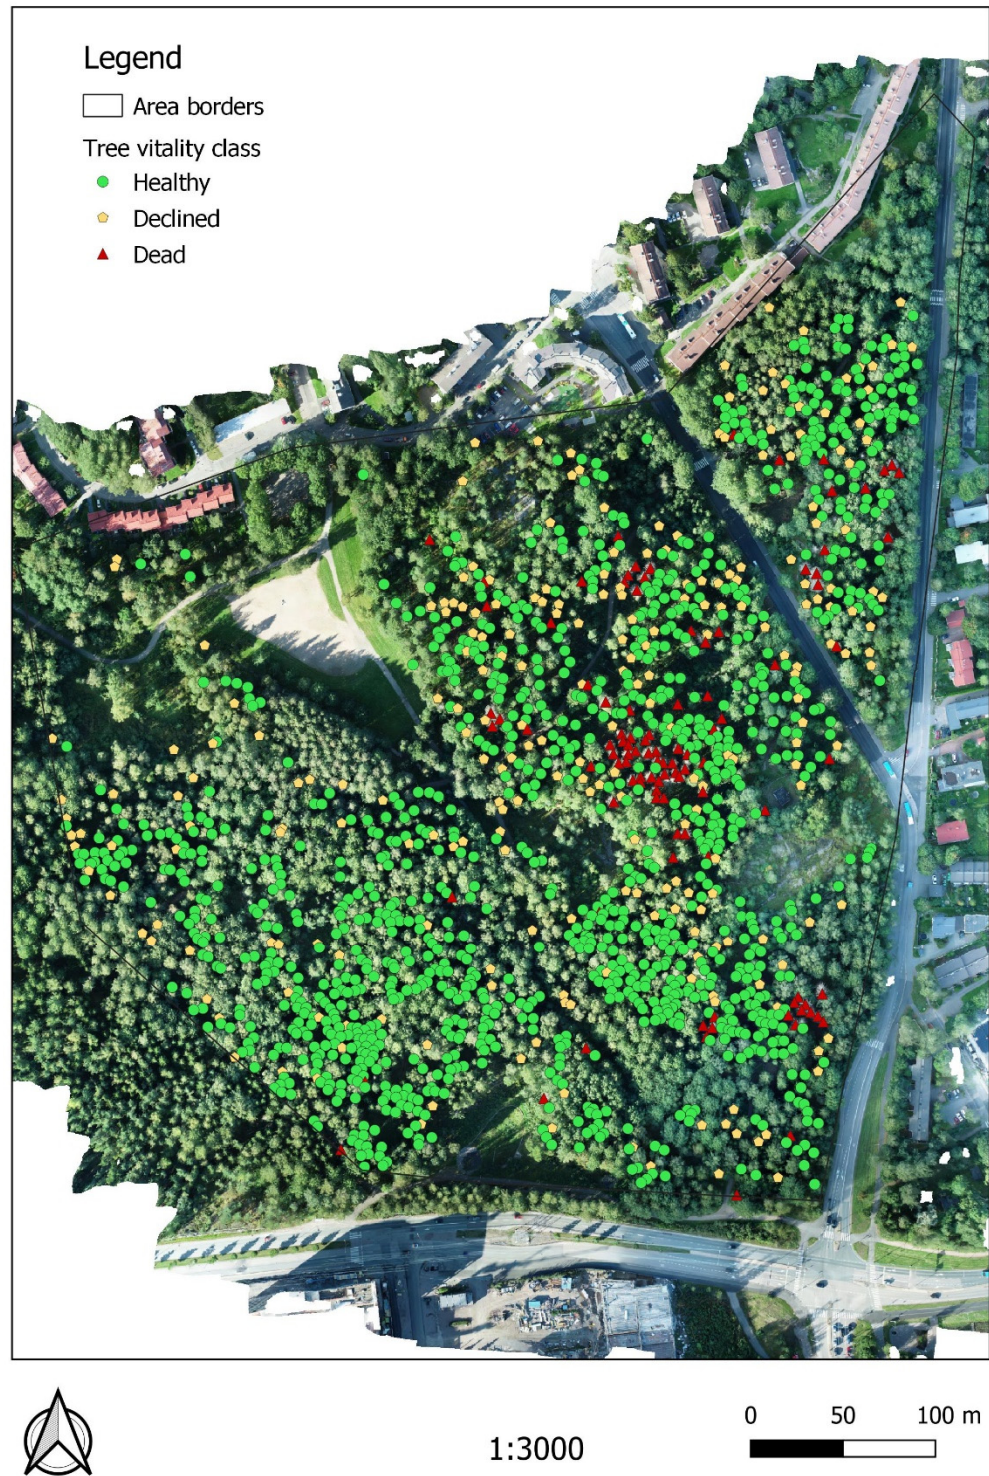 Legend
Area borders
Tree vitality class
Healthy
Declined
Dead
1:3000
0 50 100 m